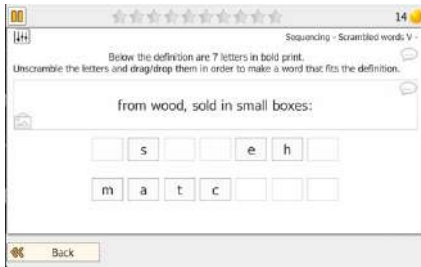 14
Sequencing - Scrambled words V -
Below the definition are 7 letters in bold print.
Unscramble the letters and drag/drop them in order to make a word that fits the definition.
from wood, sold in small boxes:
s e h
m a t c
Back